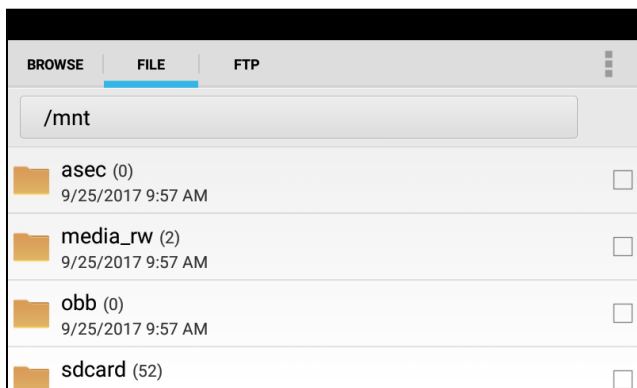 BROWSE FILE FTP
/mnt
asec (0)
9/25/2017 9:57 AM
media_rw (2)
9/25/2017 9:57 AM
obb (0)
9/25/2017 9:57 AM
sdcard (52)